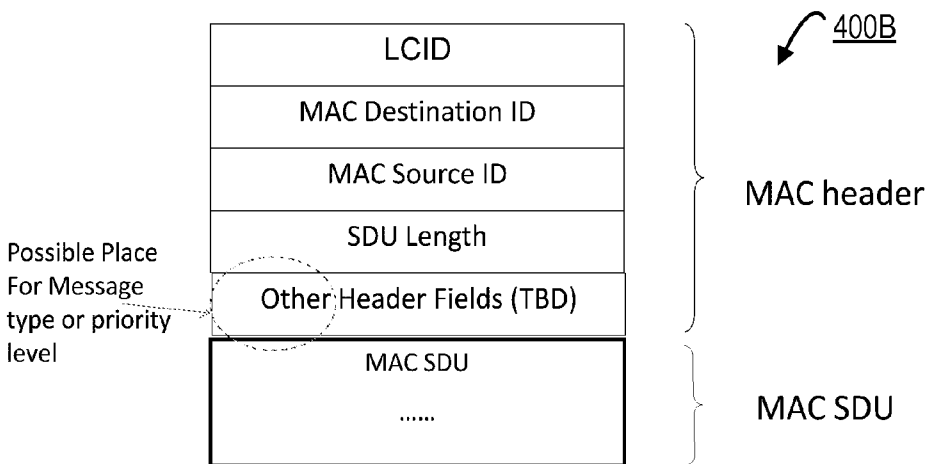 400B
LCID
MAC Destination ID
MAC Source ID
SDU Length
Other Header Fields (TBD)
MAC header
Possible Place
For Message
type or priority
level
MAC SDU
......
MAC SDU